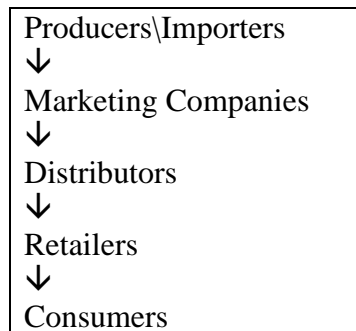 Producers\Importers
↓
Marketing Companies
↓
Distributors
↓
Retailers
↓
Consumers